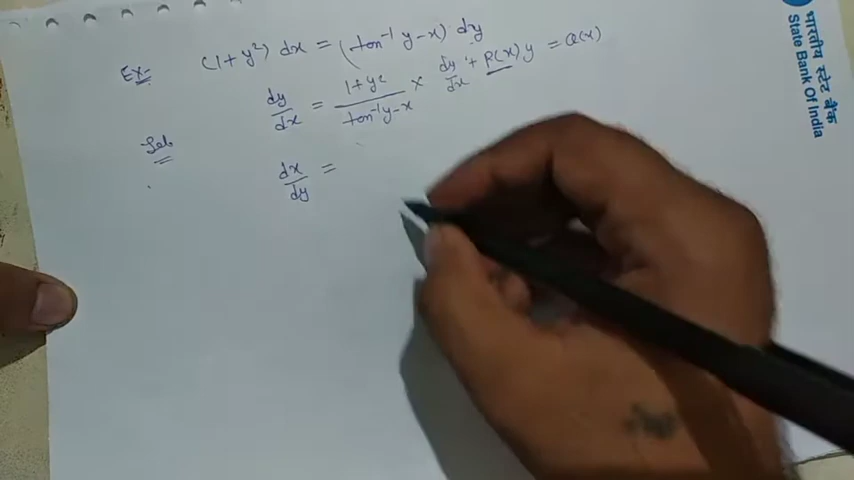 Ex- (1+y²) dx = (tan⁻¹ y-x) dy
dy/dx = 1+y²/tan⁻¹y-x × dy/dx + P(x)y = Q(x)
Sol
dx/dy =
भारतीय स्टेट बैंक
State Bank of India